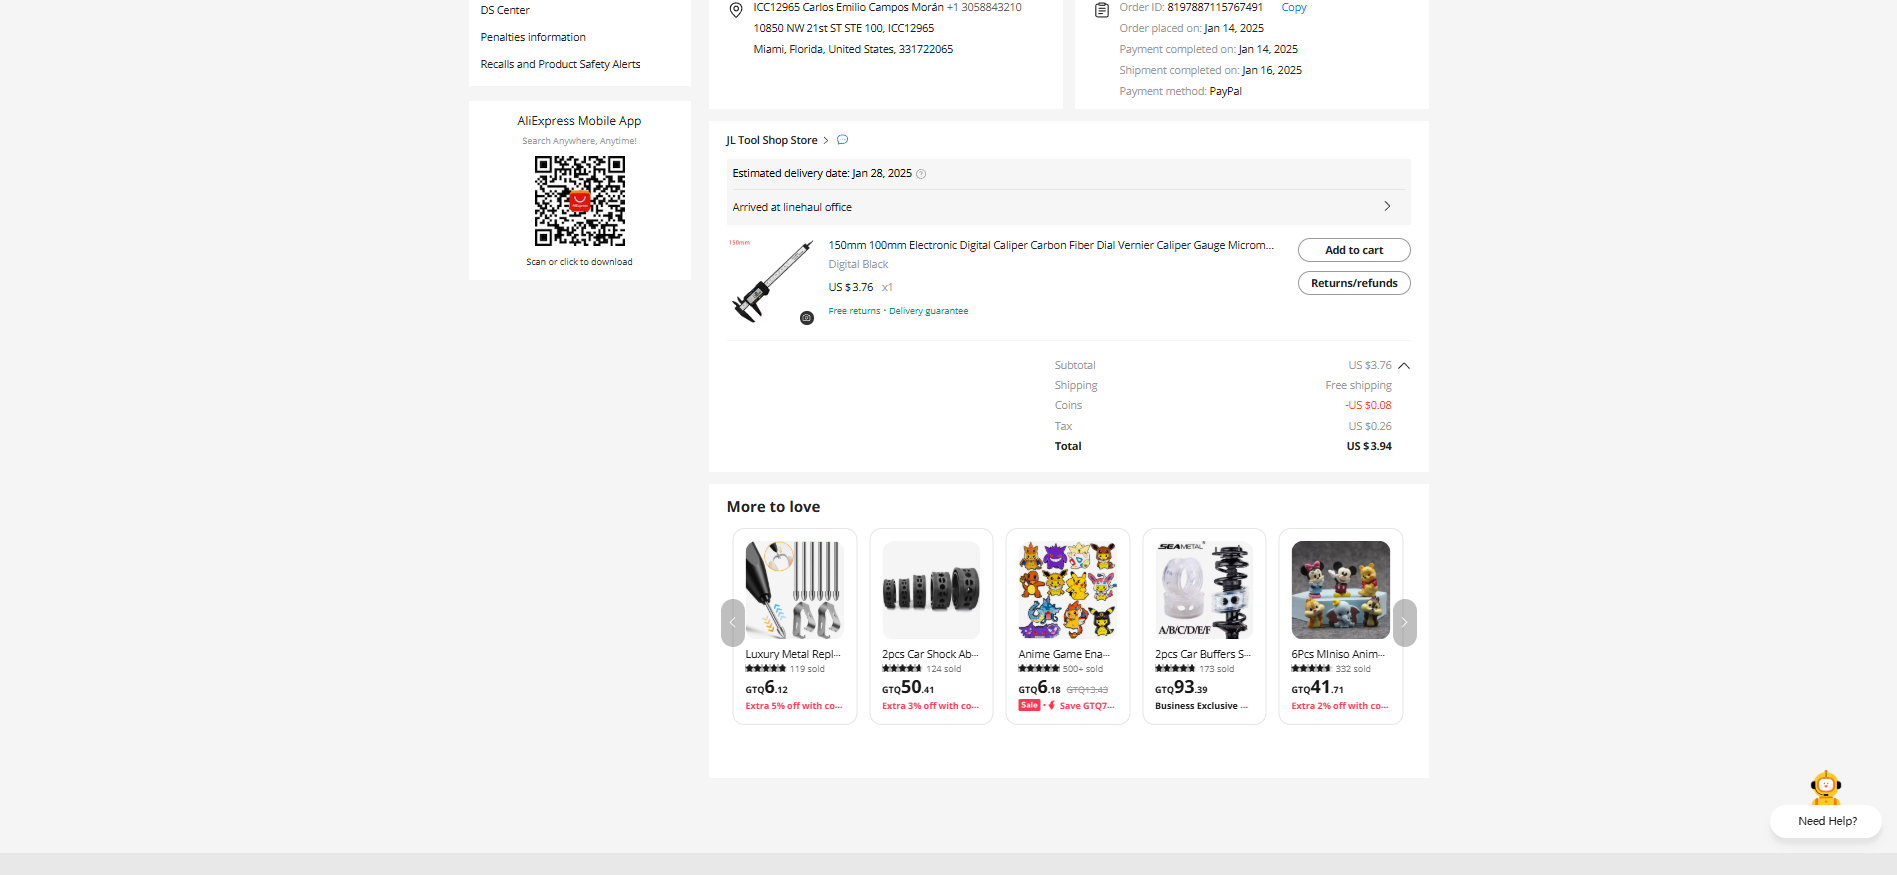 DS Center
Penalties information
Recalls and Product Safety Alerts
AliExpress Mobile App
Search Anywhere, Anytime!
Scan or click to download
ICC12965 Carlos Emilio Campos Morán +1 3058843210
10850 NW 21st ST STE 100, ICC12965
Miami, Florida, United States, 331722065
Order ID: 8197887115767491 Copy
Order placed on: Jan 14, 2025
Payment completed on: Jan 14, 2025
Shipment completed on: Jan 16, 2025
Payment method: PayPal
JL Tool Shop Store
Estimated delivery date: Jan 28, 2025
Arrived at linehaul office
150mm
150mm 100mm Electronic Digital Caliper Carbon Fiber Dial Vernier Caliper Gauge Microm...
Digital Black
US $3.76 x1
Free returns · Delivery guarantee
Add to cart
Returns/refunds
Subtotal US $3.76
Shipping Free shipping
Coins -US $0.08
Tax US $0.26
Total US $3.94
More to love
Luxury Metal Repl...
119 sold
GTQ6.12
Extra 5% off with co...
2pcs Car Shock Ab...
124 sold
GTQ50.41
Extra 3% off with co...
Anime Game Ena...
500+ sold
GTQ6.18 GTQ13.43
Sale · Save GTQ7...
SEAMETAL
A/B/C/D/E/F
2pcs Car Buffers S...
173 sold
GTQ93.39
Business Exclusive ...
6Pcs MIniso Anim...
332 sold
GTQ41.71
Extra 2% off with co...
Need Help?